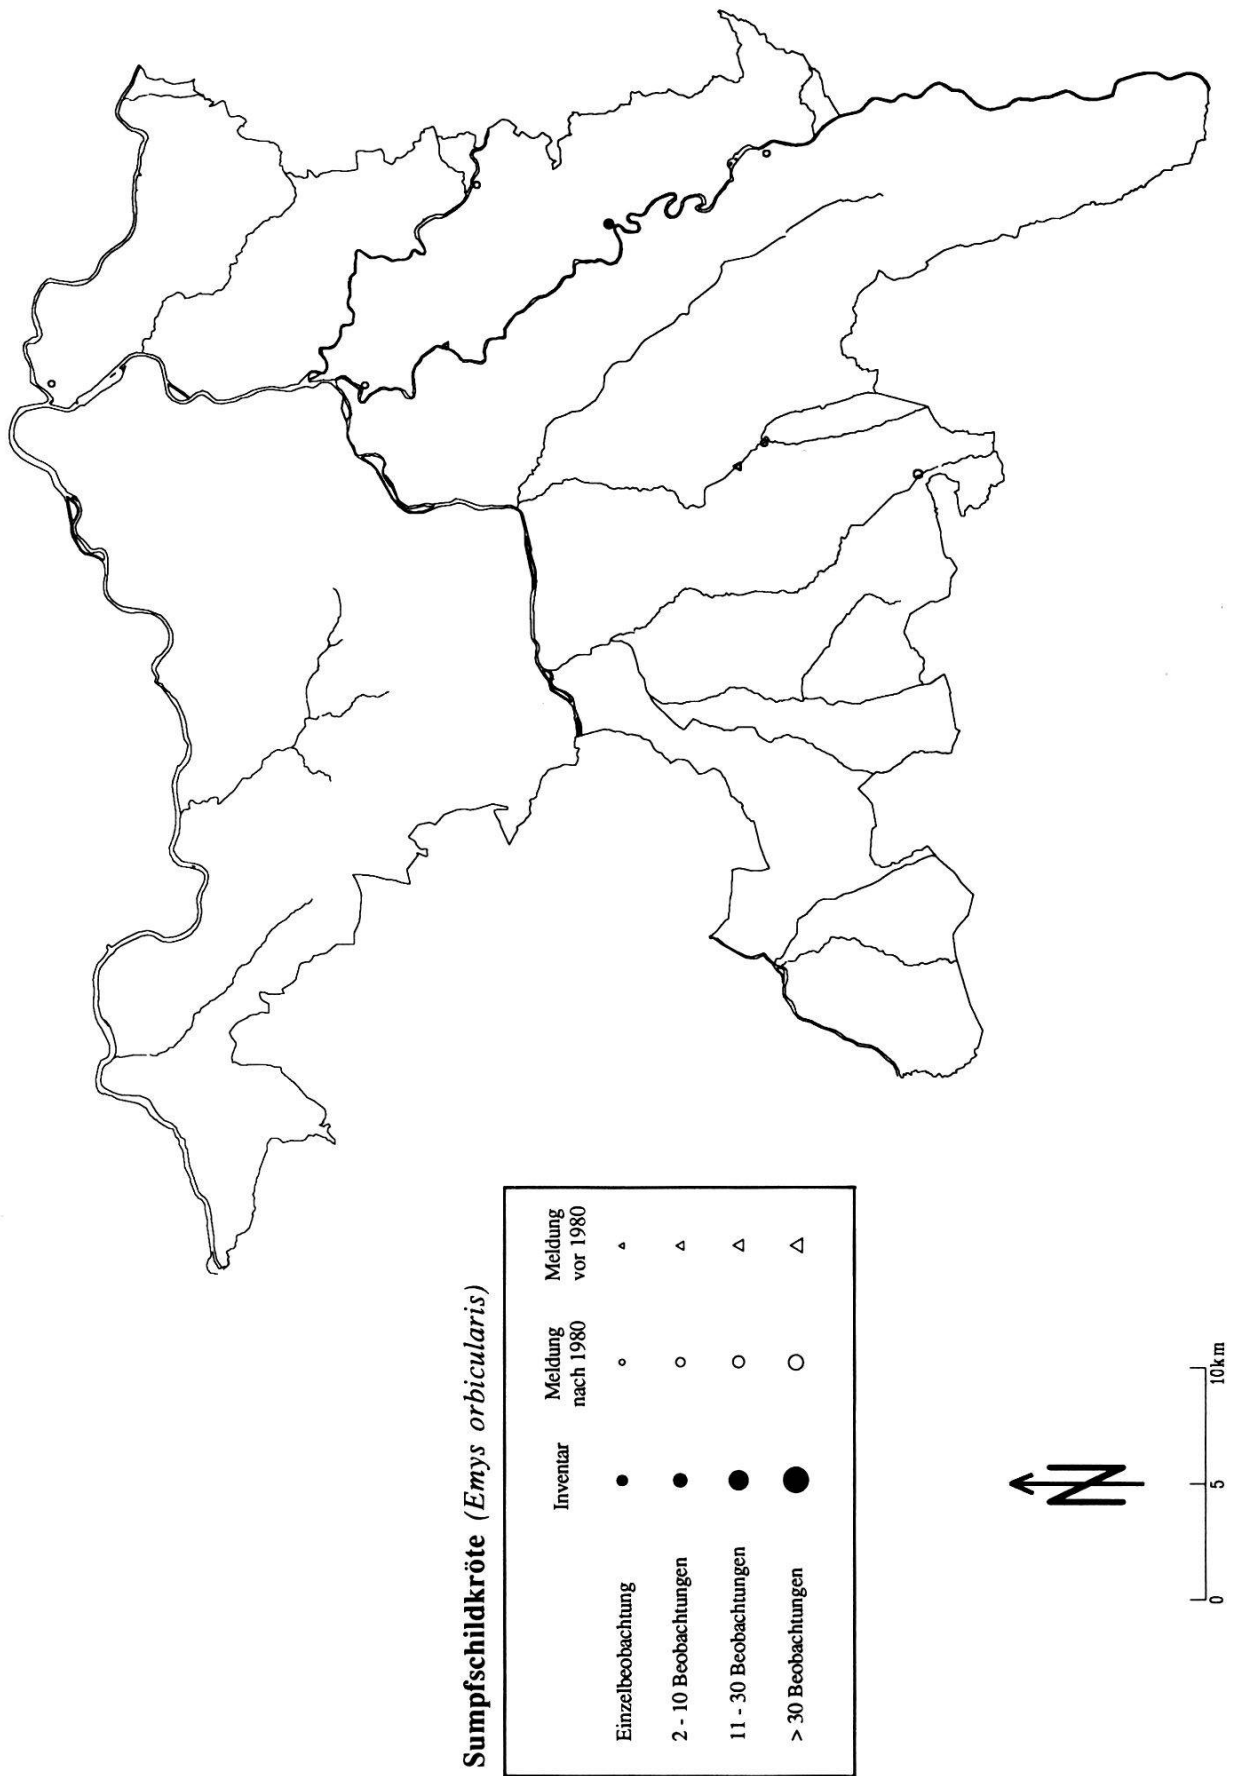 Sumpfschildkröte (Emys orbicularis)
Inventar
Meldung
nach 1980
Meldung
vor 1980
Einzelbeobachtung
2 - 10 Beobachtungen
11 - 30 Beobachtungen
> 30 Beobachtungen
N
0 5 10km